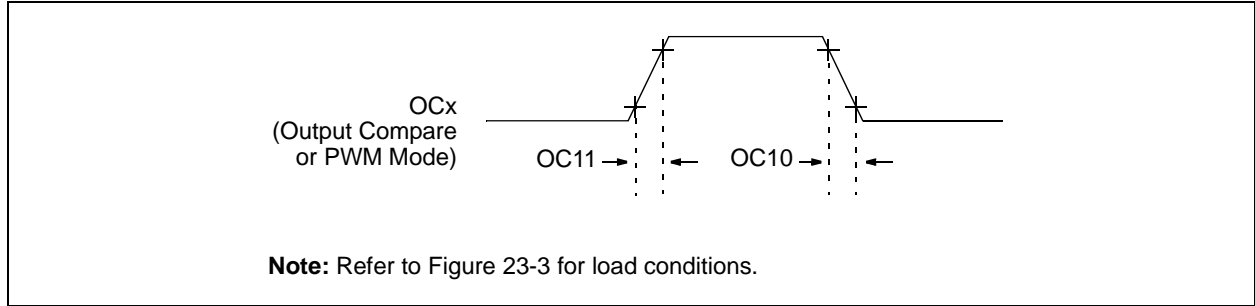 OCx
(Output Compare
or PWM Mode)
OC11
OC10
Note: Refer to Figure 23-3 for load conditions.